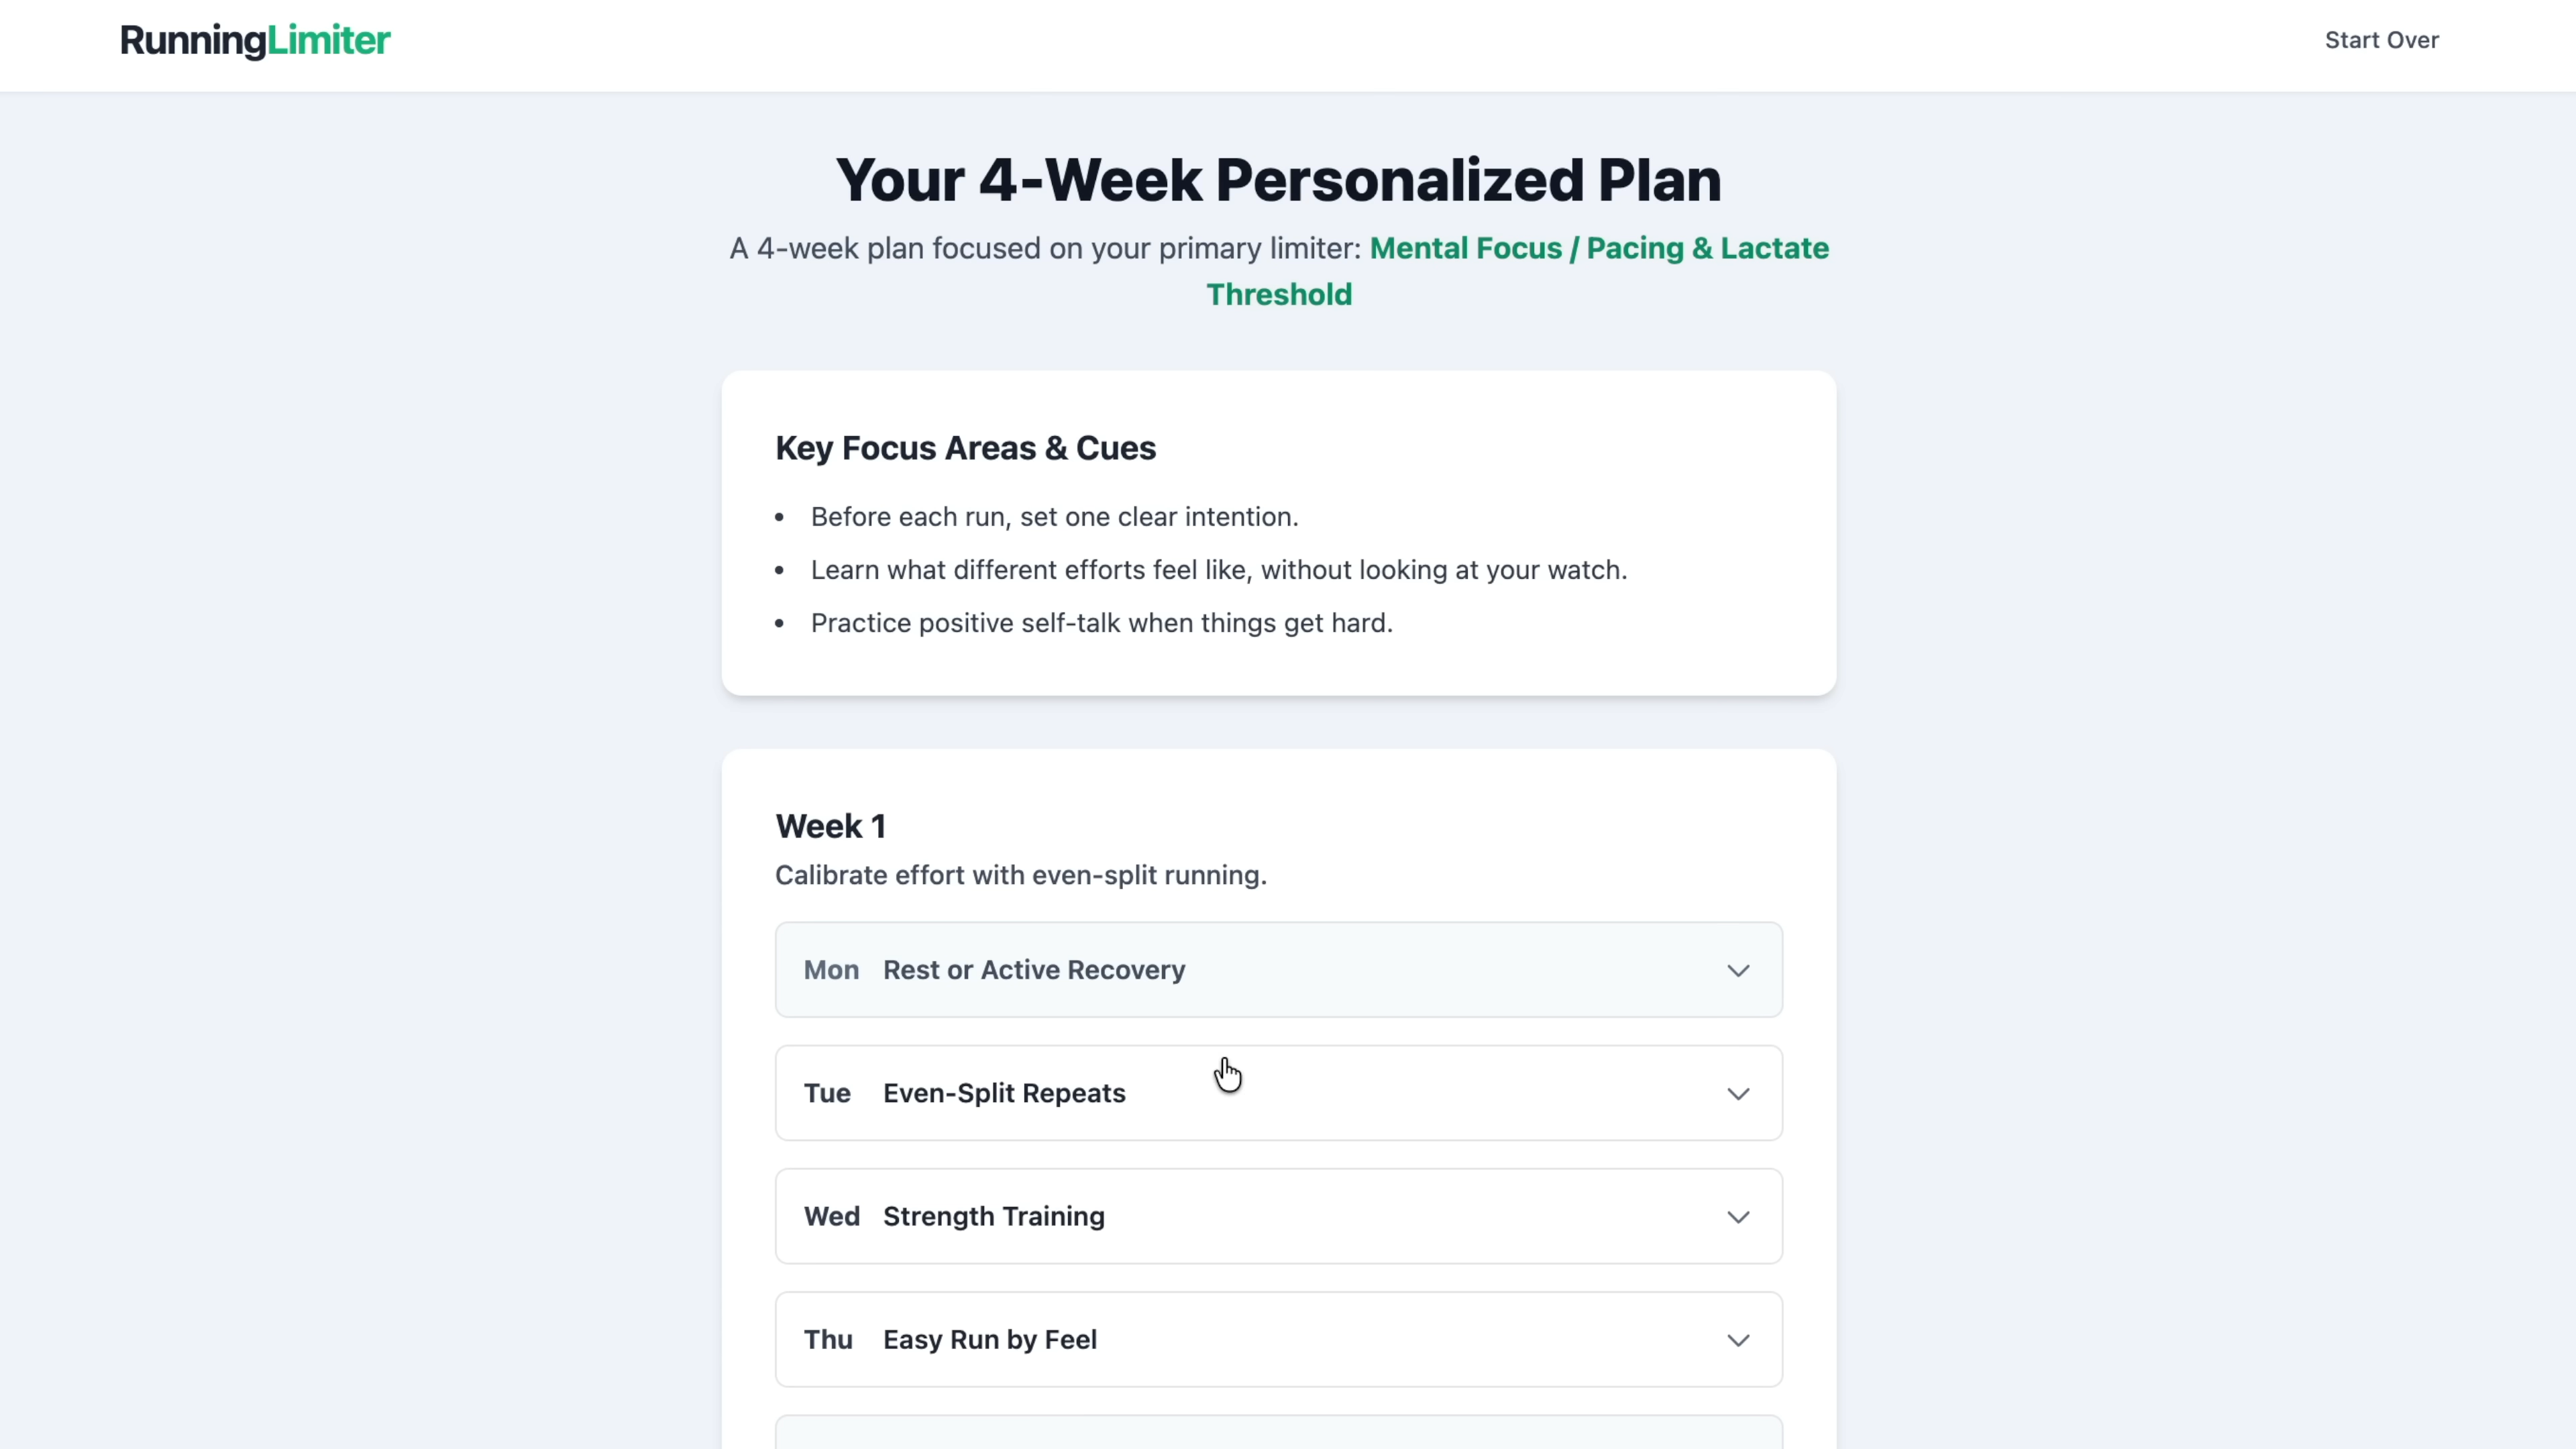 RunningLimiter
Start Over
Your 4-Week Personalized Plan
A 4-week plan focused on your primary limiter: Mental Focus / Pacing & Lactate
Threshold
Key Focus Areas & Cues
• Before each run, set one clear intention.
• Learn what different efforts feel like, without looking at your watch.
• Practice positive self-talk when things get hard.
Week 1
Calibrate effort with even-split running.
Mon Rest or Active Recovery
Tue Even-Split Repeats
Wed Strength Training
Thu Easy Run by Feel